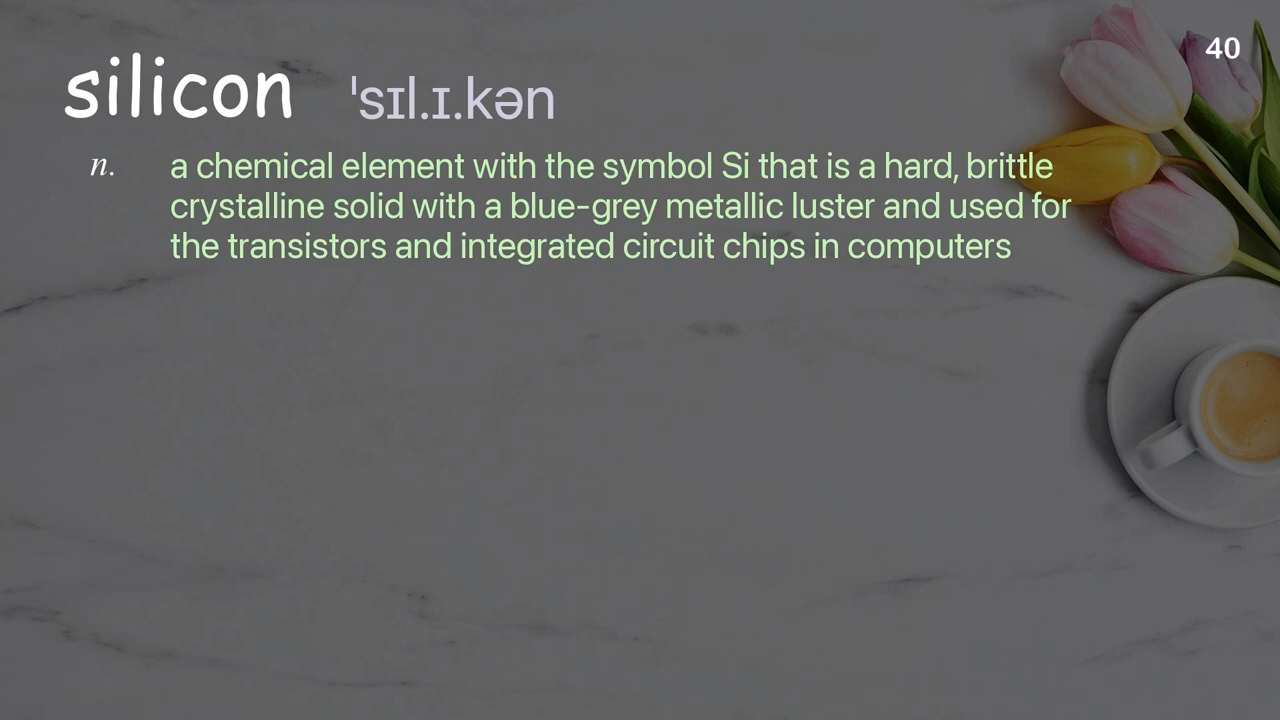 40
silicon ˈsɪl.ɪ.kən
n. a chemical element with the symbol Si that is a hard, brittle
crystalline solid with a blue-grey metallic luster and used for
the transistors and integrated circuit chips in computers